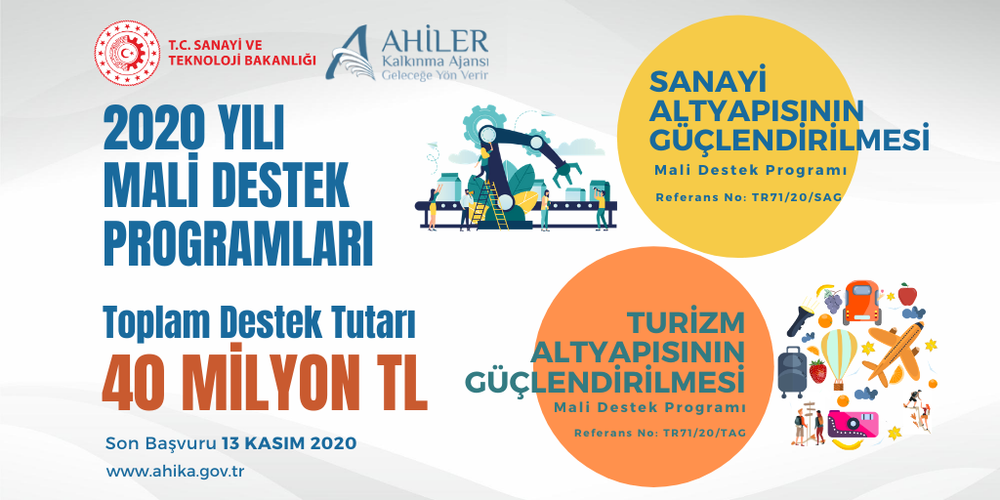 T.C. SANAYİ VE
TEKNOLOJİ BAKANLIĞI
AHİLER
Kalkınma Ajansı
Geleceğe Yön Verir
2020 YILI
MALİ DESTEK
PROGRAMLARI
Toplam Destek Tutarı
40 MİLYON TL
Son Başvuru 13 KASIM 2020
www.ahika.gov.tr
SANAYİ
ALTYAPISININ
GÜÇLENDİRİLMESİ
Mali Destek Programı
Referans No: TR71/20/SAG
TURİZM
ALTYAPISININ
GÜÇLENDİRİLMESİ
Mali Destek Programı
Referans No: TR71/20/TAG